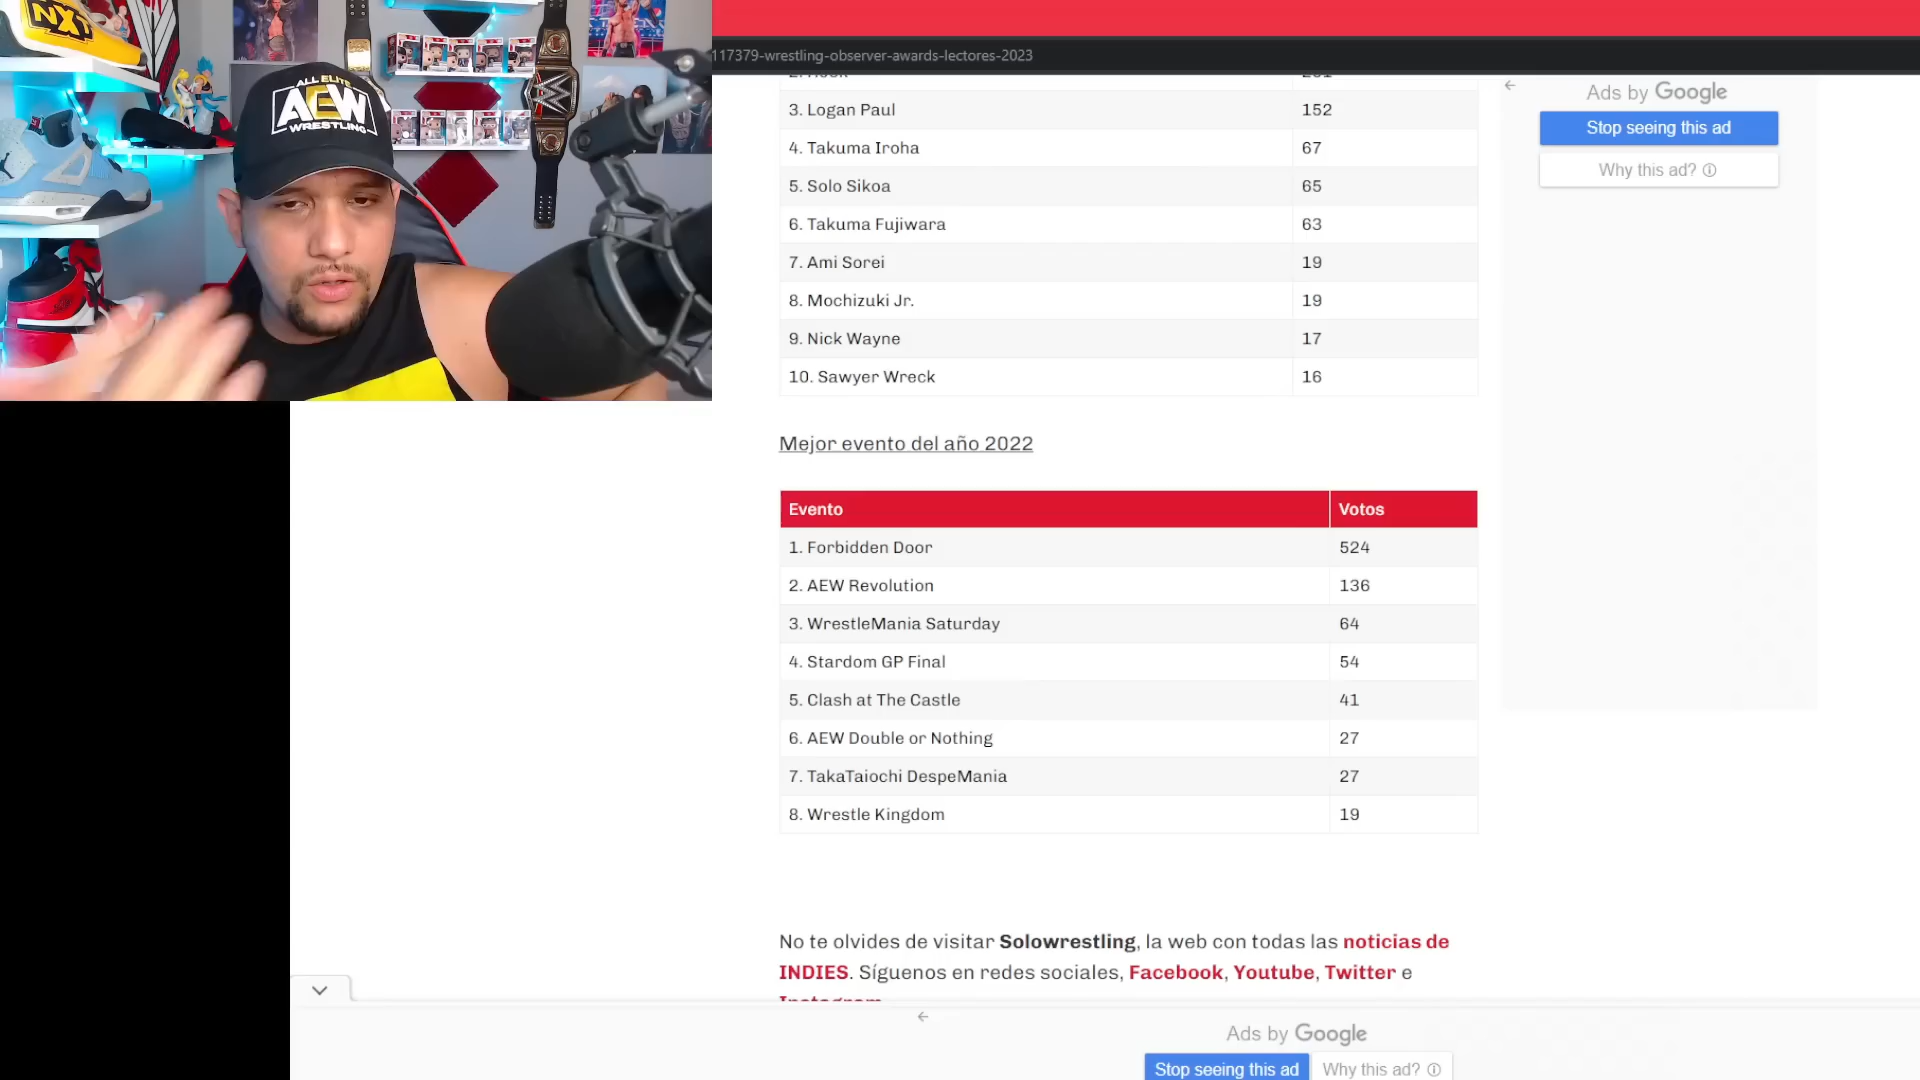 NXT
ALL ELITE
AEW
WRESTLING
117379-wrestling-observer-awards-lectores-2023
3. Logan Paul 152
4. Takuma Iroha 67
5. Solo Sikoa 65
6. Takuma Fujiwara 63
7. Ami Sorei 19
8. Mochizuki Jr. 19
9. Nick Wayne 17
10. Sawyer Wreck 16
Mejor evento del año 2022
Evento Votos
1. Forbidden Door 524
2. AEW Revolution 136
3. WrestleMania Saturday 64
4. Stardom GP Final 54
5. Clash at The Castle 41
6. AEW Double or Nothing 27
7. TakaTaiochi DespeMania 27
8. Wrestle Kingdom 19
No te olvides de visitar Solowrestling, la web con todas las noticias de
INDIES. Síguenos en redes sociales, Facebook, Youtube, Twitter e
Ads by Google
Stop seeing this ad
Why this ad?
Ads by Google
Stop seeing this ad Why this ad?